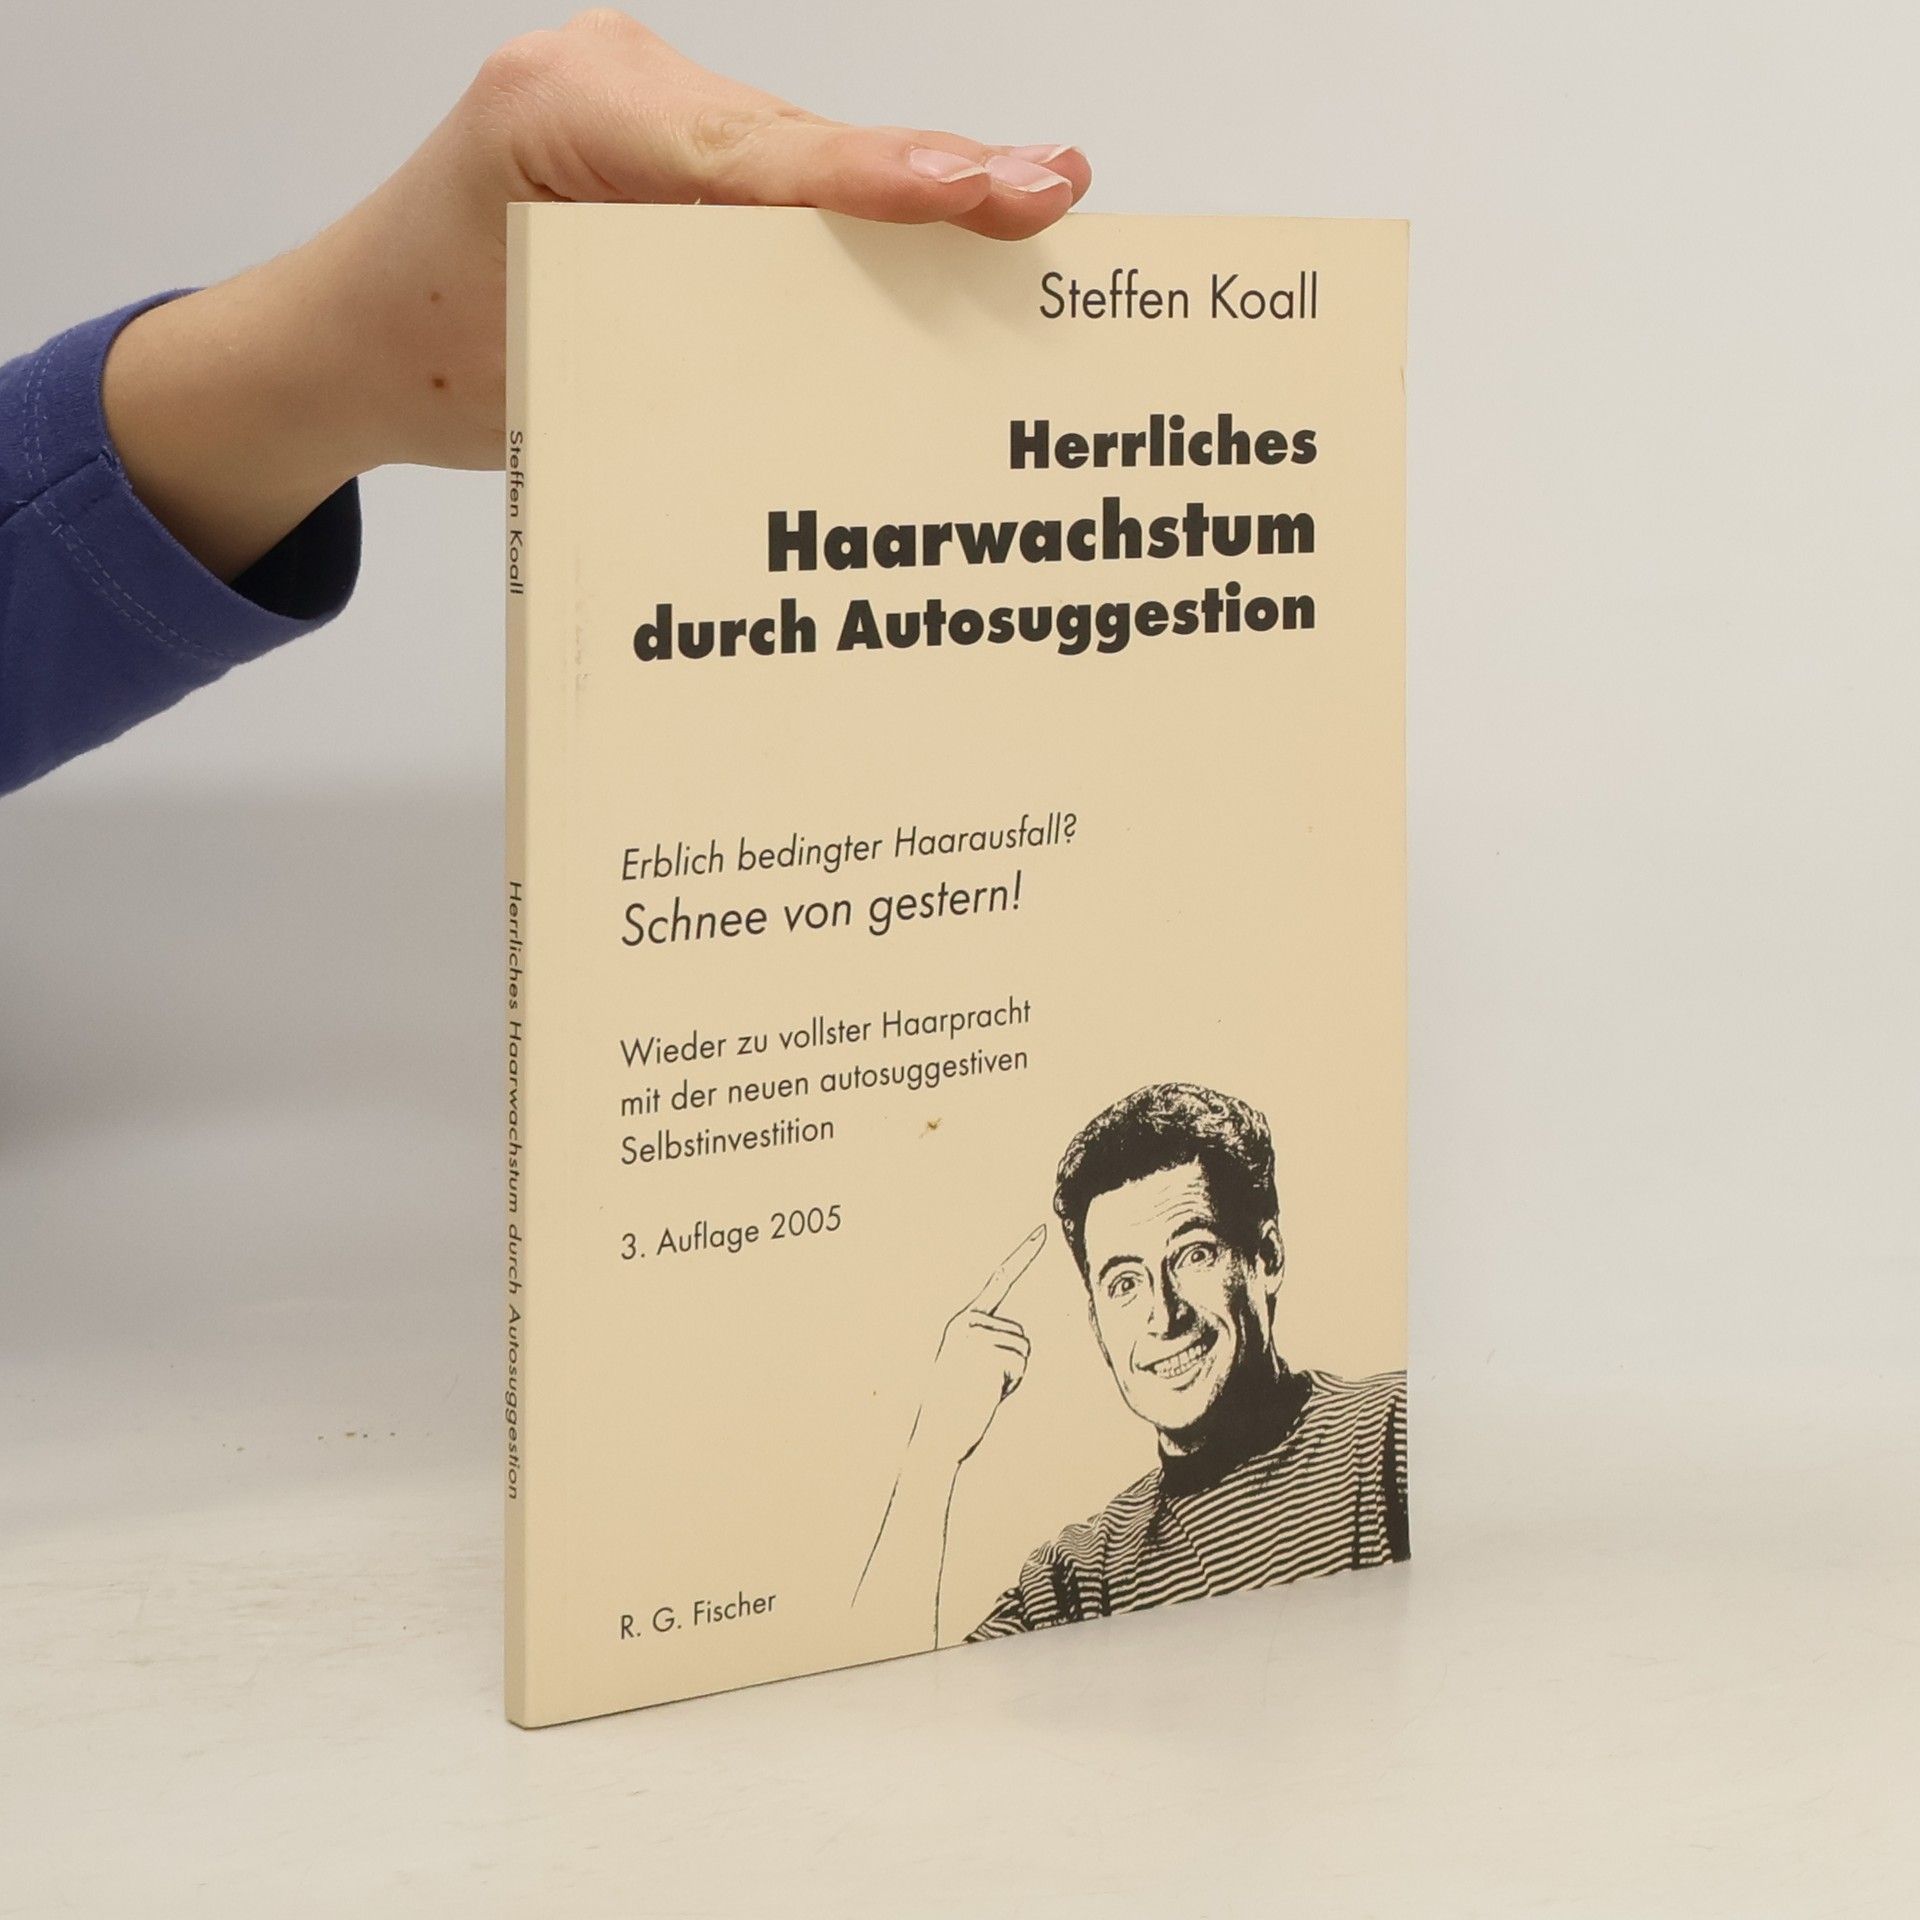 Steffen Koall
Herrliches
Haarwachstum
durch Autosuggestion
Erblich bedingter Haarausfall?
Schnee von gestern!
Wieder zu vollster Haarpracht
mit der neuen autosuggestiven
Selbstinvestition
3. Auflage 2005
R. G. Fischer
Steffen Koall Herrliches Haarwachstum durch Autosuggestion